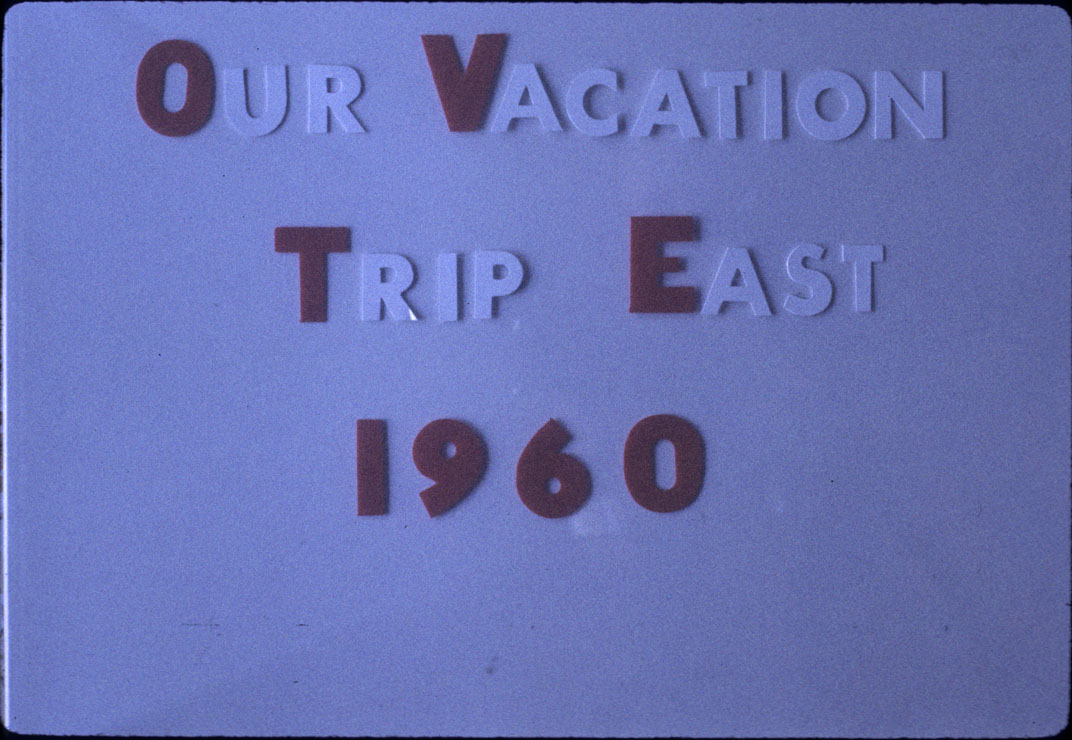 OUR VACATION
TRIP EAST
1960